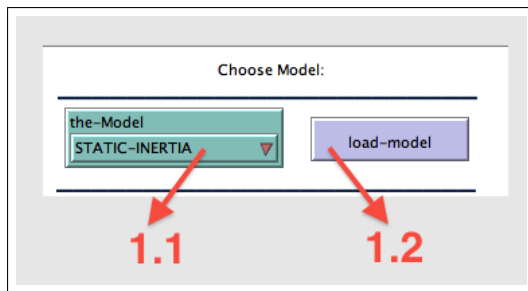 Choose Model:
the-Model
STATIC-INERTIA
load-model
1.1
1.2